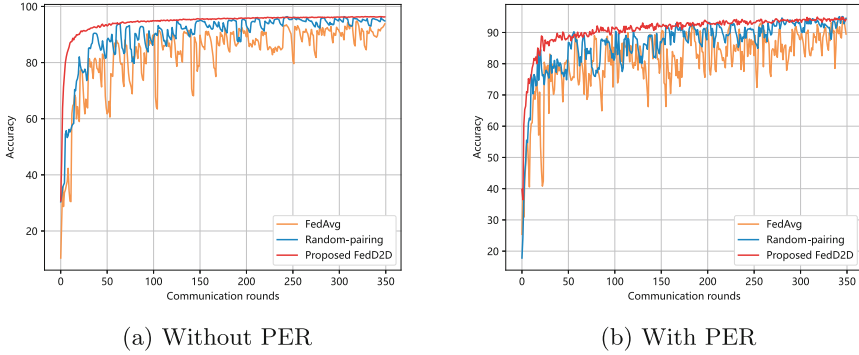 100
80
60
40
20
Accuracy
0
50
100
150
200
250
300
350
Communication rounds
FedAvg
Random-pairing
Proposed FedD2D
(a) Without PER
90
80
70
60
50
40
30
20
Accuracy
0
50
100
150
200
250
300
350
Communication rounds
FedAvg
Random-pairing
Proposed FedD2D
(b) With PER